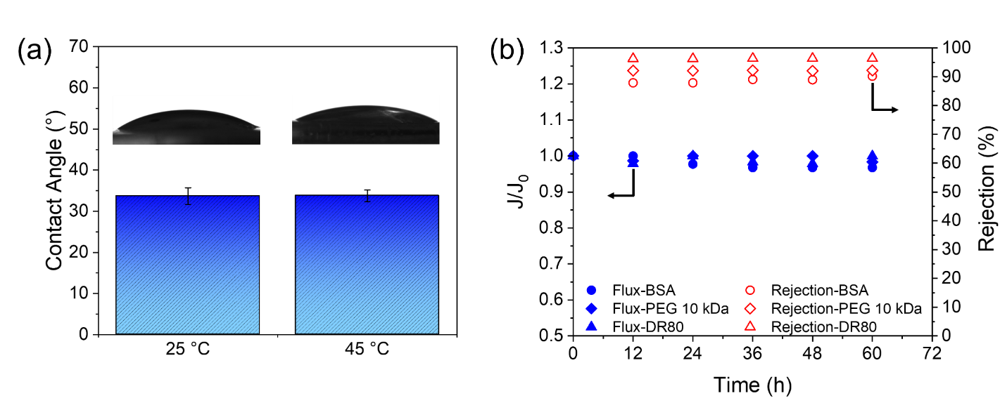 (a)
Contact Angle (°)
70
60
50
40
30
20
10
0
25 °C
45 °C
(b)
J/J0
1.3
1.2
1.1
1.0
0.9
0.8
0.7
0.6
0.5
Flux-BSA
Flux-PEG 10 kDa
Flux-DR80
Rejection-BSA
Rejection-PEG 10 kDa
Rejection-DR80
0 12 24 36 48 60 72
Time (h)
100
90
80
70
60
50
40
30
20
10
0
Rejection (%)